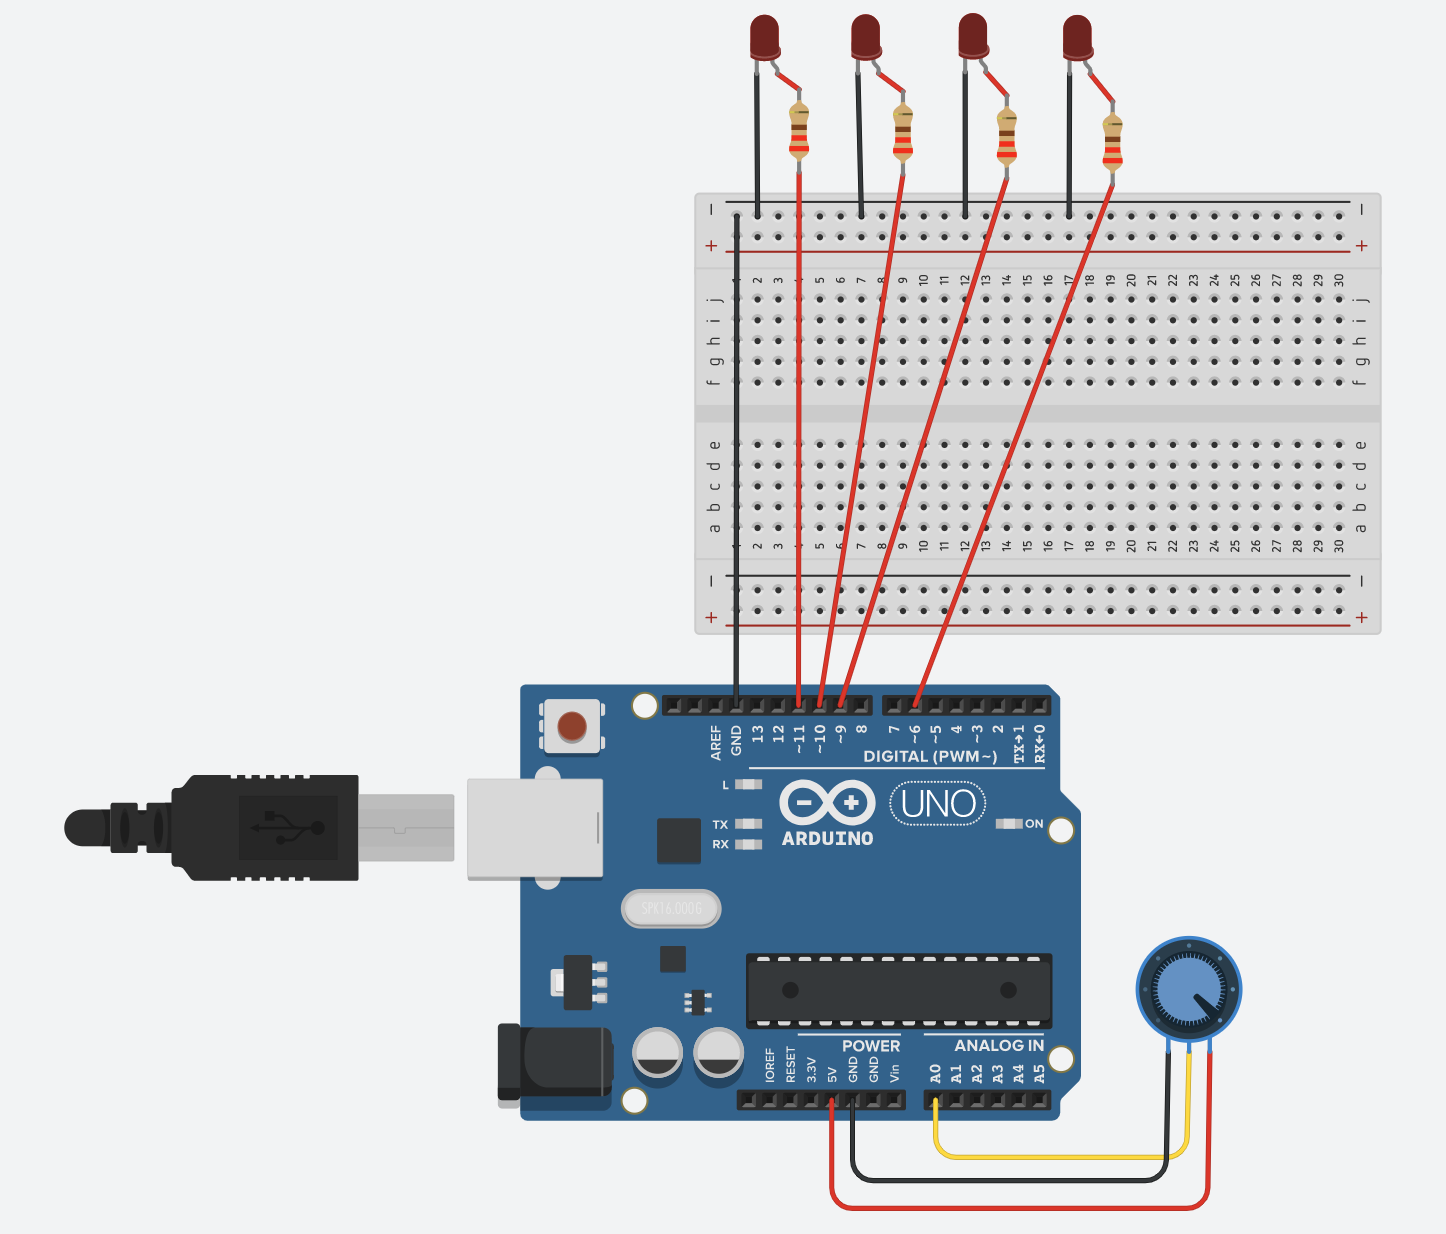 − −
+ +
1 2 3 4 5 6 7 8 9 10 11 12 13 14 15 16 17 18 19 20 21 22 23 24 25 26 27 28 29 30
j j
i i
h h
g g
f f
e e
d d
c c
b b
a a
1 2 3 4 5 6 7 8 9 10 11 12 13 14 15 16 17 18 19 20 21 22 23 24 25 26 27 28 29 30
− −
+ +
AREF GND 13 12 ~11 ~10 ~9 8 7 ~6 ~5 4 ~3 2 TX→1 RX←0
DIGITAL (PWM~)
L
UNO
TX ON
RX ARDUINO
SPK16.000G
POWER ANALOG IN
IOREF RESET 3.3V 5V GND GND Vin A0 A1 A2 A3 A4 A5